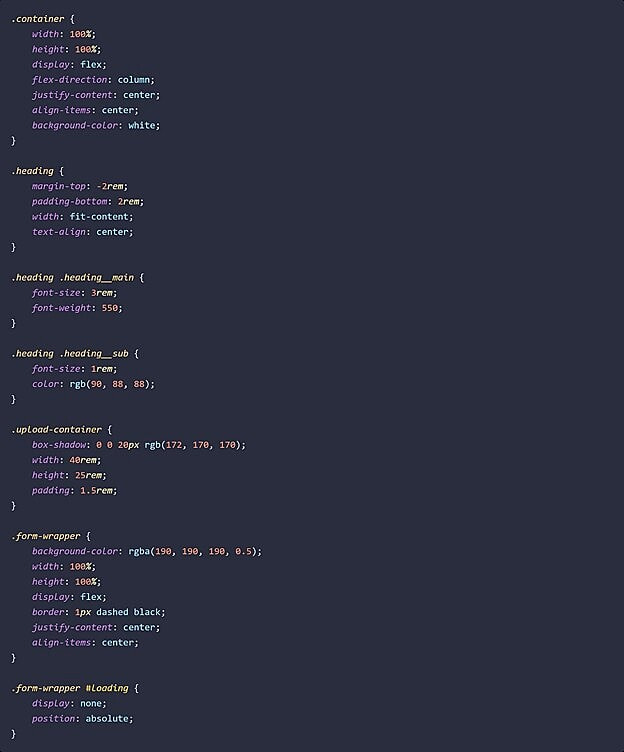 .container {
    width: 100%;
    height: 100%;
    display: flex;
    flex-direction: column;
    justify-content: center;
    align-items: center;
    background-color: white;
}

.heading {
    margin-top: -2rem;
    padding-bottom: 2rem;
    width: fit-content;
    text-align: center;
}

.heading .heading__main {
    font-size: 3rem;
    font-weight: 550;
}

.heading .heading__sub {
    font-size: 1rem;
    color: rgb(90, 88, 88);
}

.upload-container {
    box-shadow: 0 0 20px rgb(172, 170, 170);
    width: 40rem;
    height: 25rem;
    padding: 1.5rem;
}

.form-wrapper {
    background-color: rgba(190, 190, 190, 0.5);
    width: 100%;
    height: 100%;
    display: flex;
    border: 1px dashed black;
    justify-content: center;
    align-items: center;
}

.form-wrapper #loading {
    display: none;
    position: absolute;
}